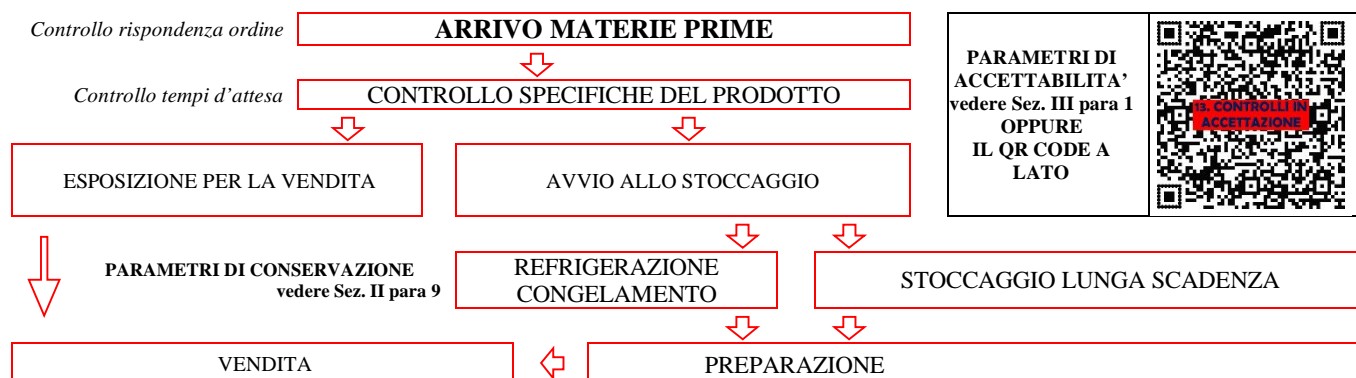 Controllo rispondenza ordine
ARRIVO MATERIE PRIME
Controllo tempi d'attesa
CONTROLLO SPECIFICHE DEL PRODOTTO
PARAMETRI DI
ACCETTABILITA'
vedere Sez. III para 1
OPPURE
IL QR CODE A
LATO
13. CONTROLLI IN
ACCETTAZIONE
ESPOSIZIONE PER LA VENDITA
AVVIO ALLO STOCCAGGIO
PARAMETRI DI CONSERVAZIONE
vedere Sez. II para 9
REFRIGERAZIONE
CONGELAMENTO
STOCCAGGIO LUNGA SCADENZA
VENDITA
PREPARAZIONE